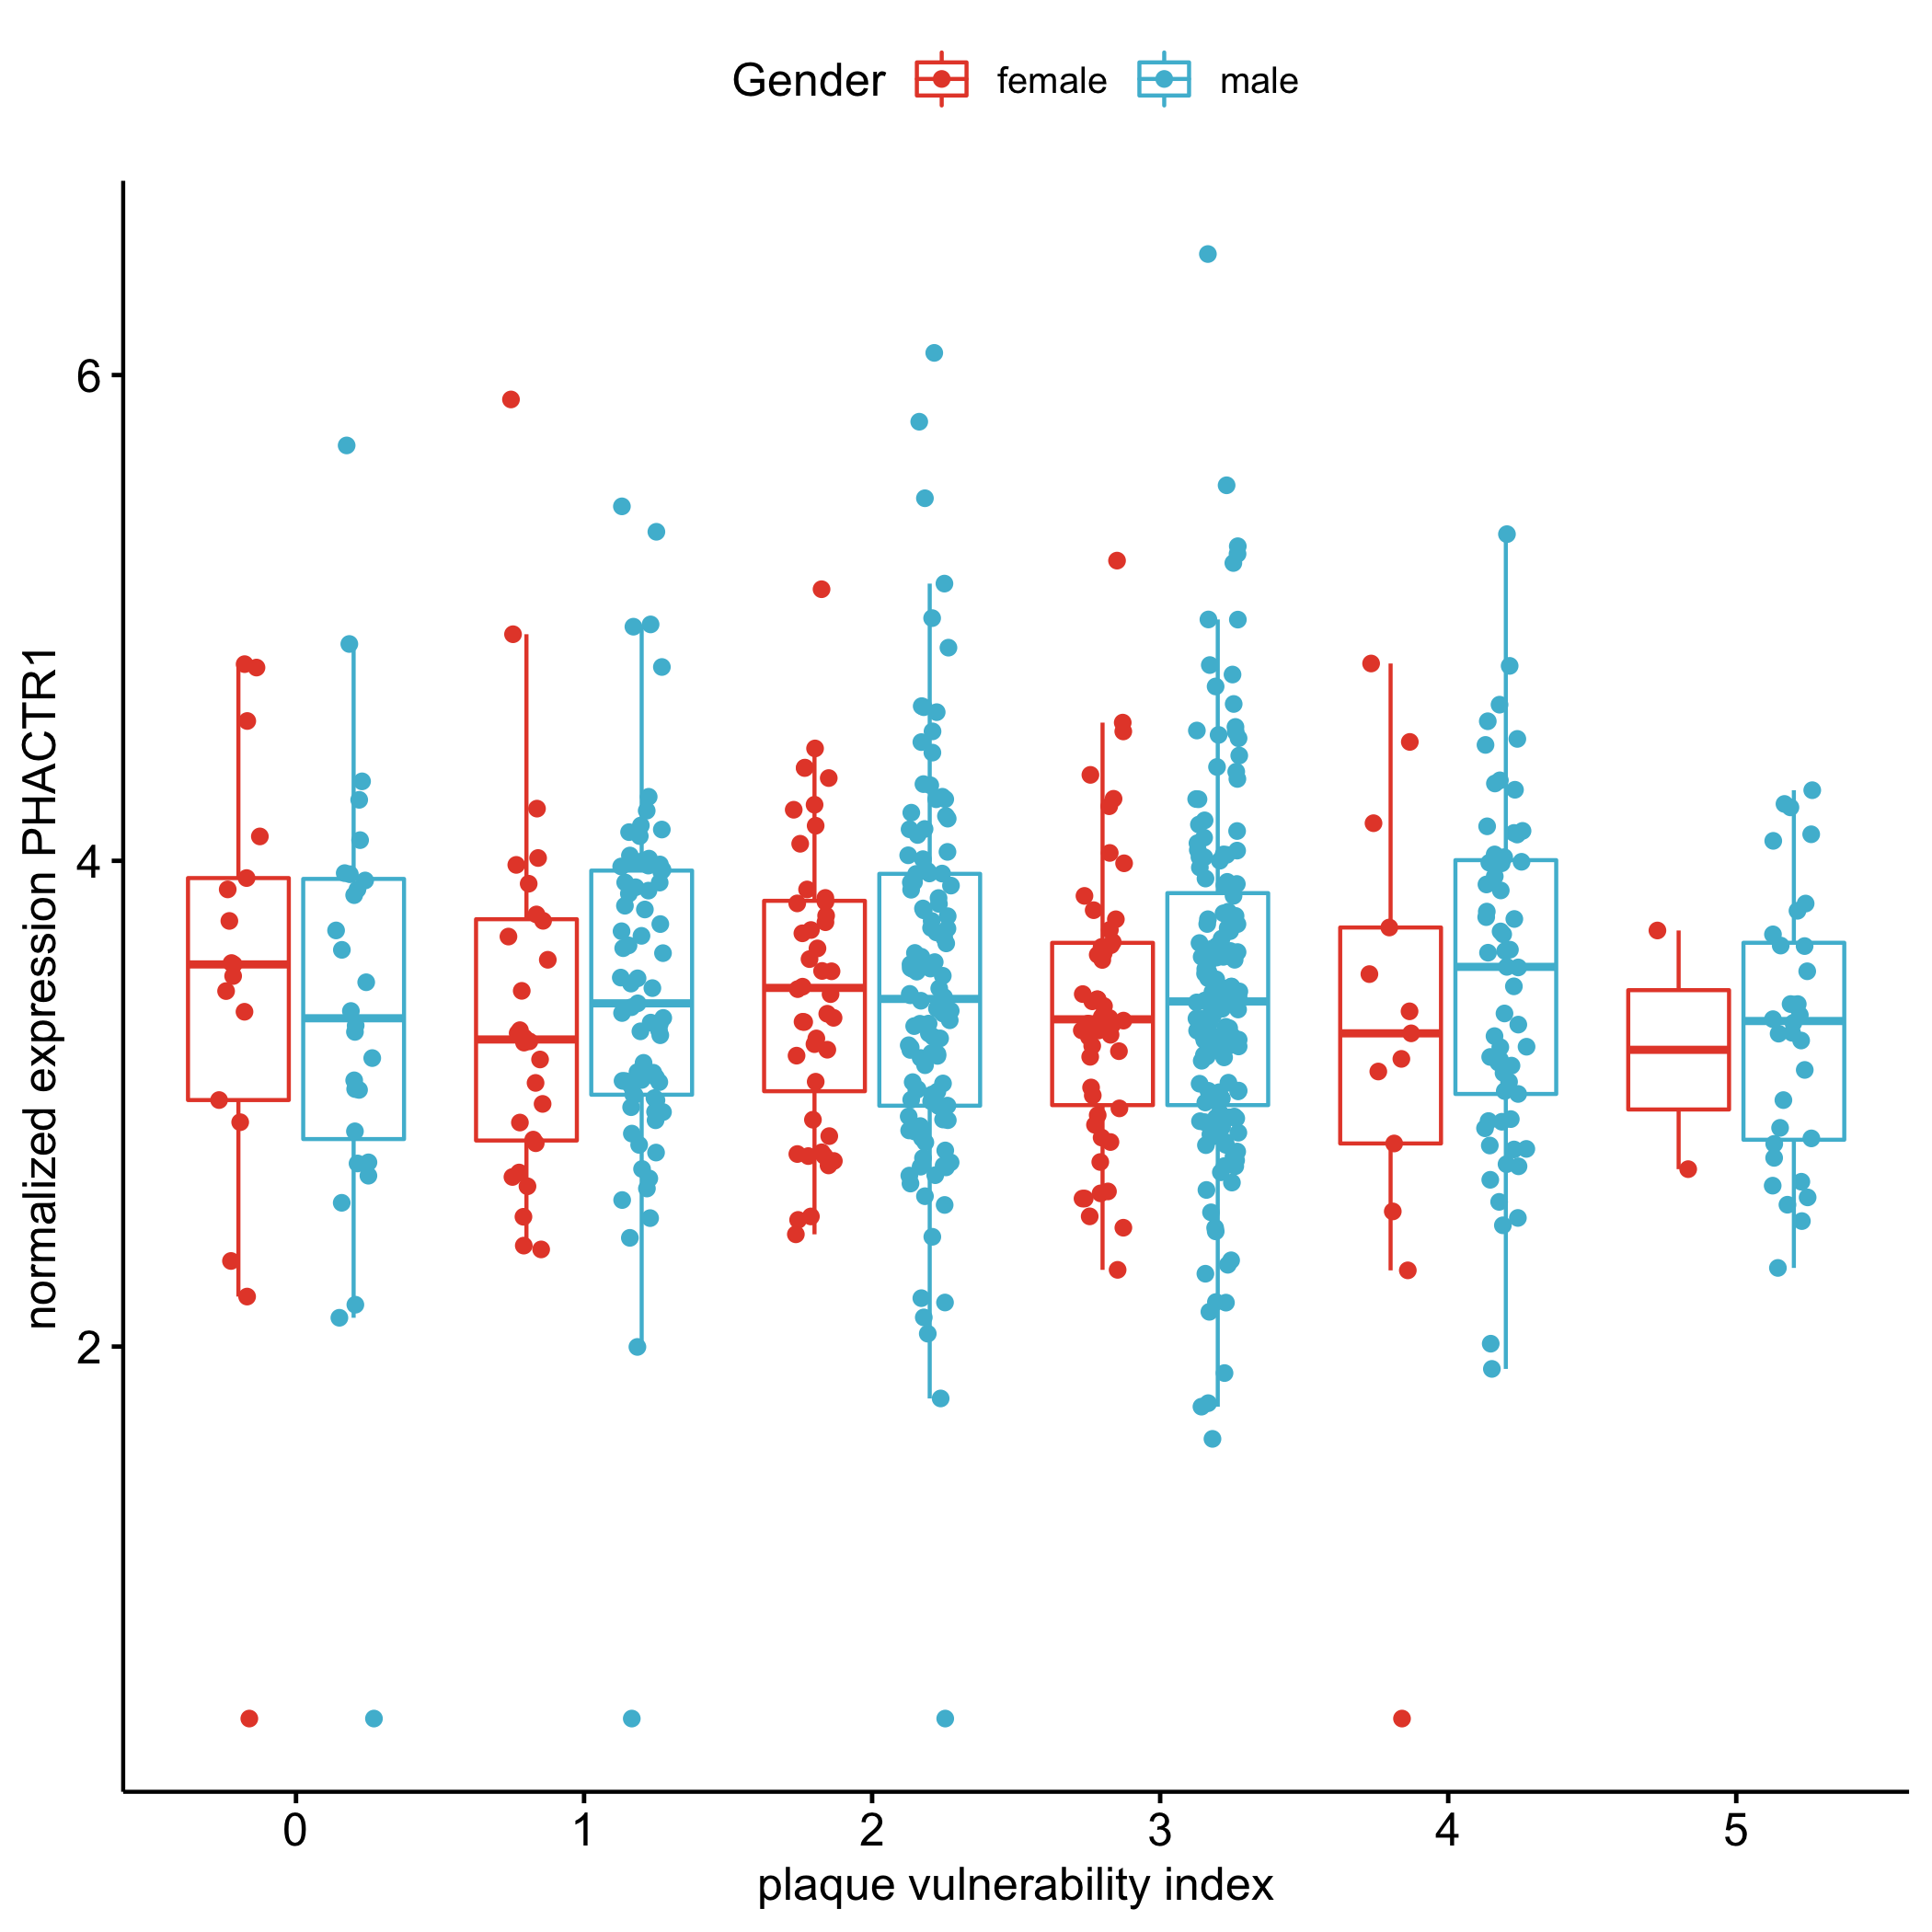 Gender female male
normalized expression PHACTR1
6
4
2
0 1 2 3 4 5
plaque vulnerability index